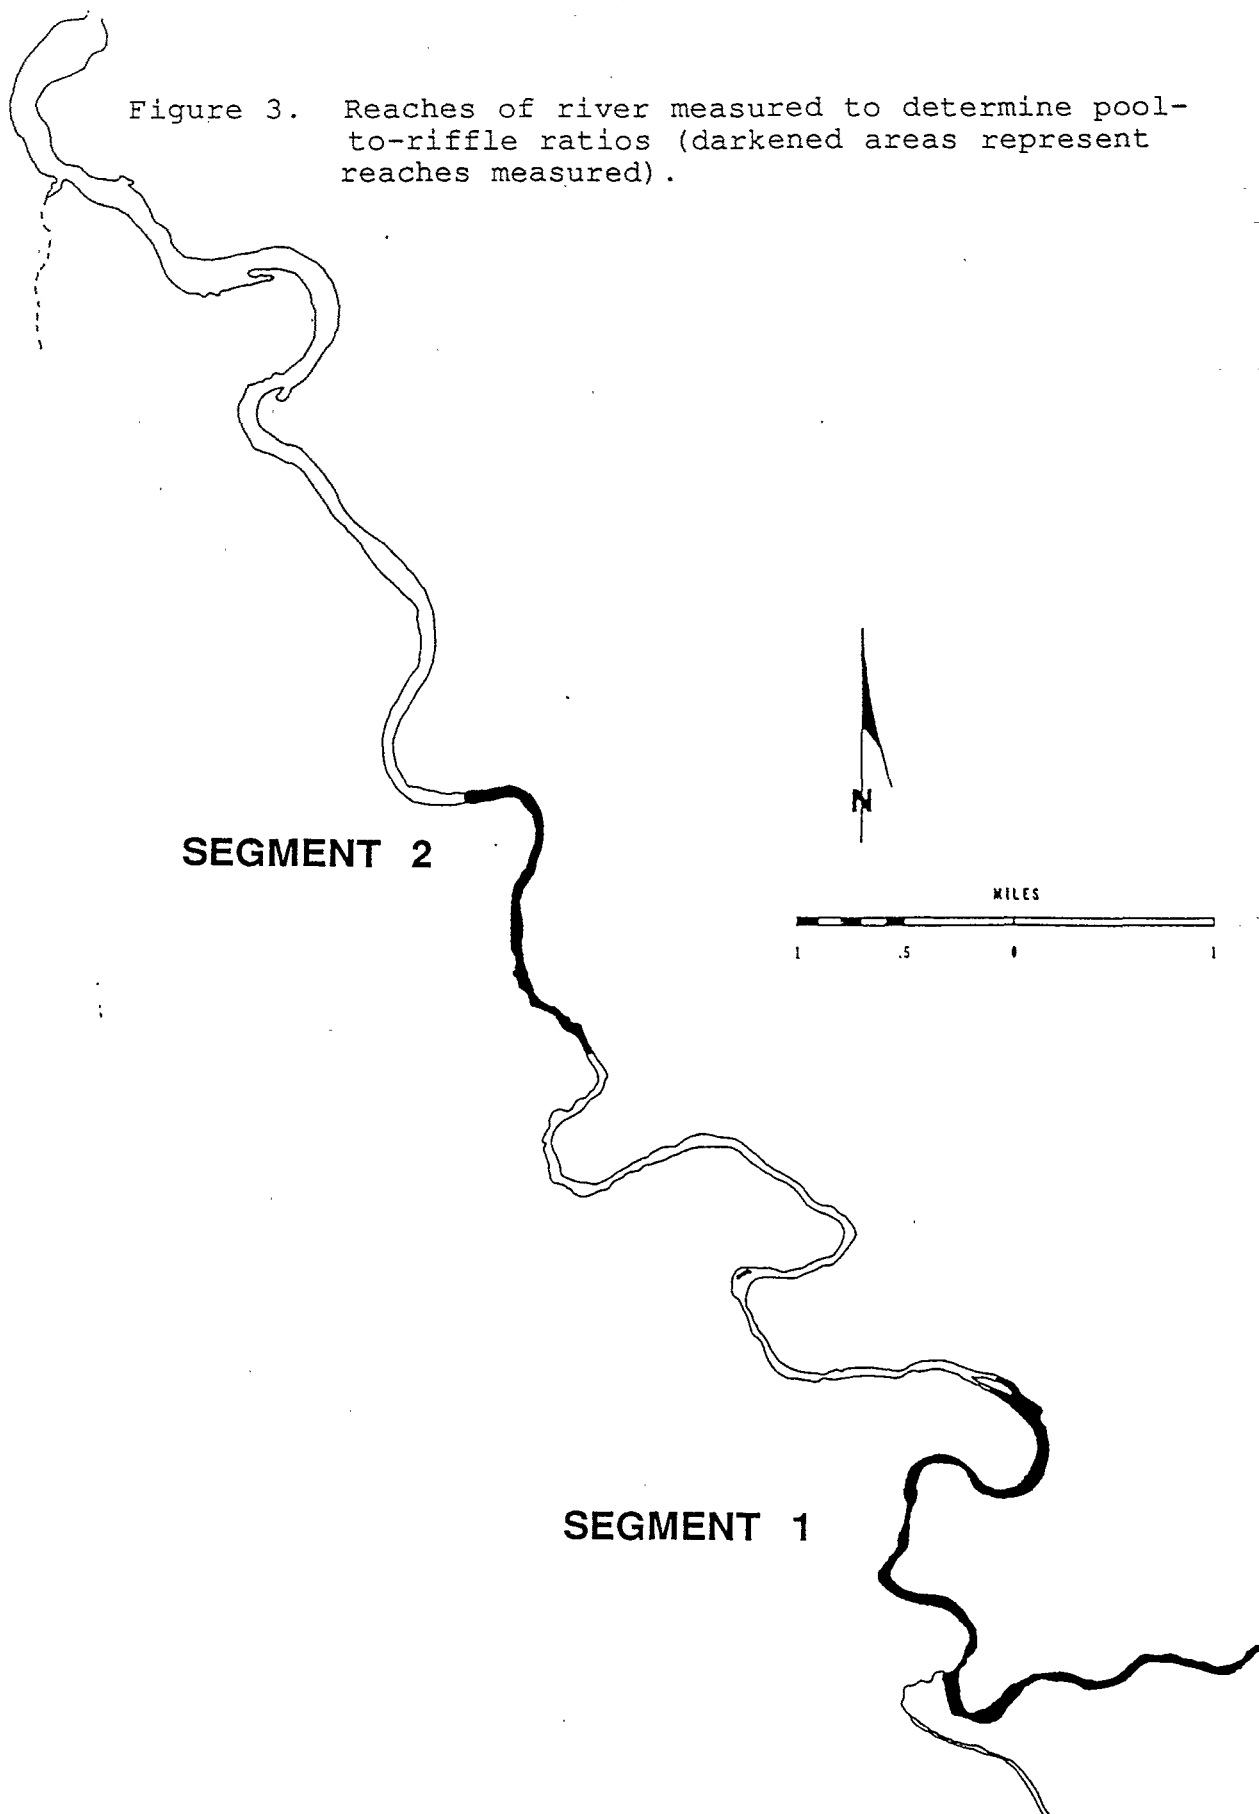 Figure 3. Reaches of river measured to determine pool-
to-riffle ratios (darkened areas represent
reaches measured).
N
SEGMENT 2
MILES
1 .5 0 1
SEGMENT 1